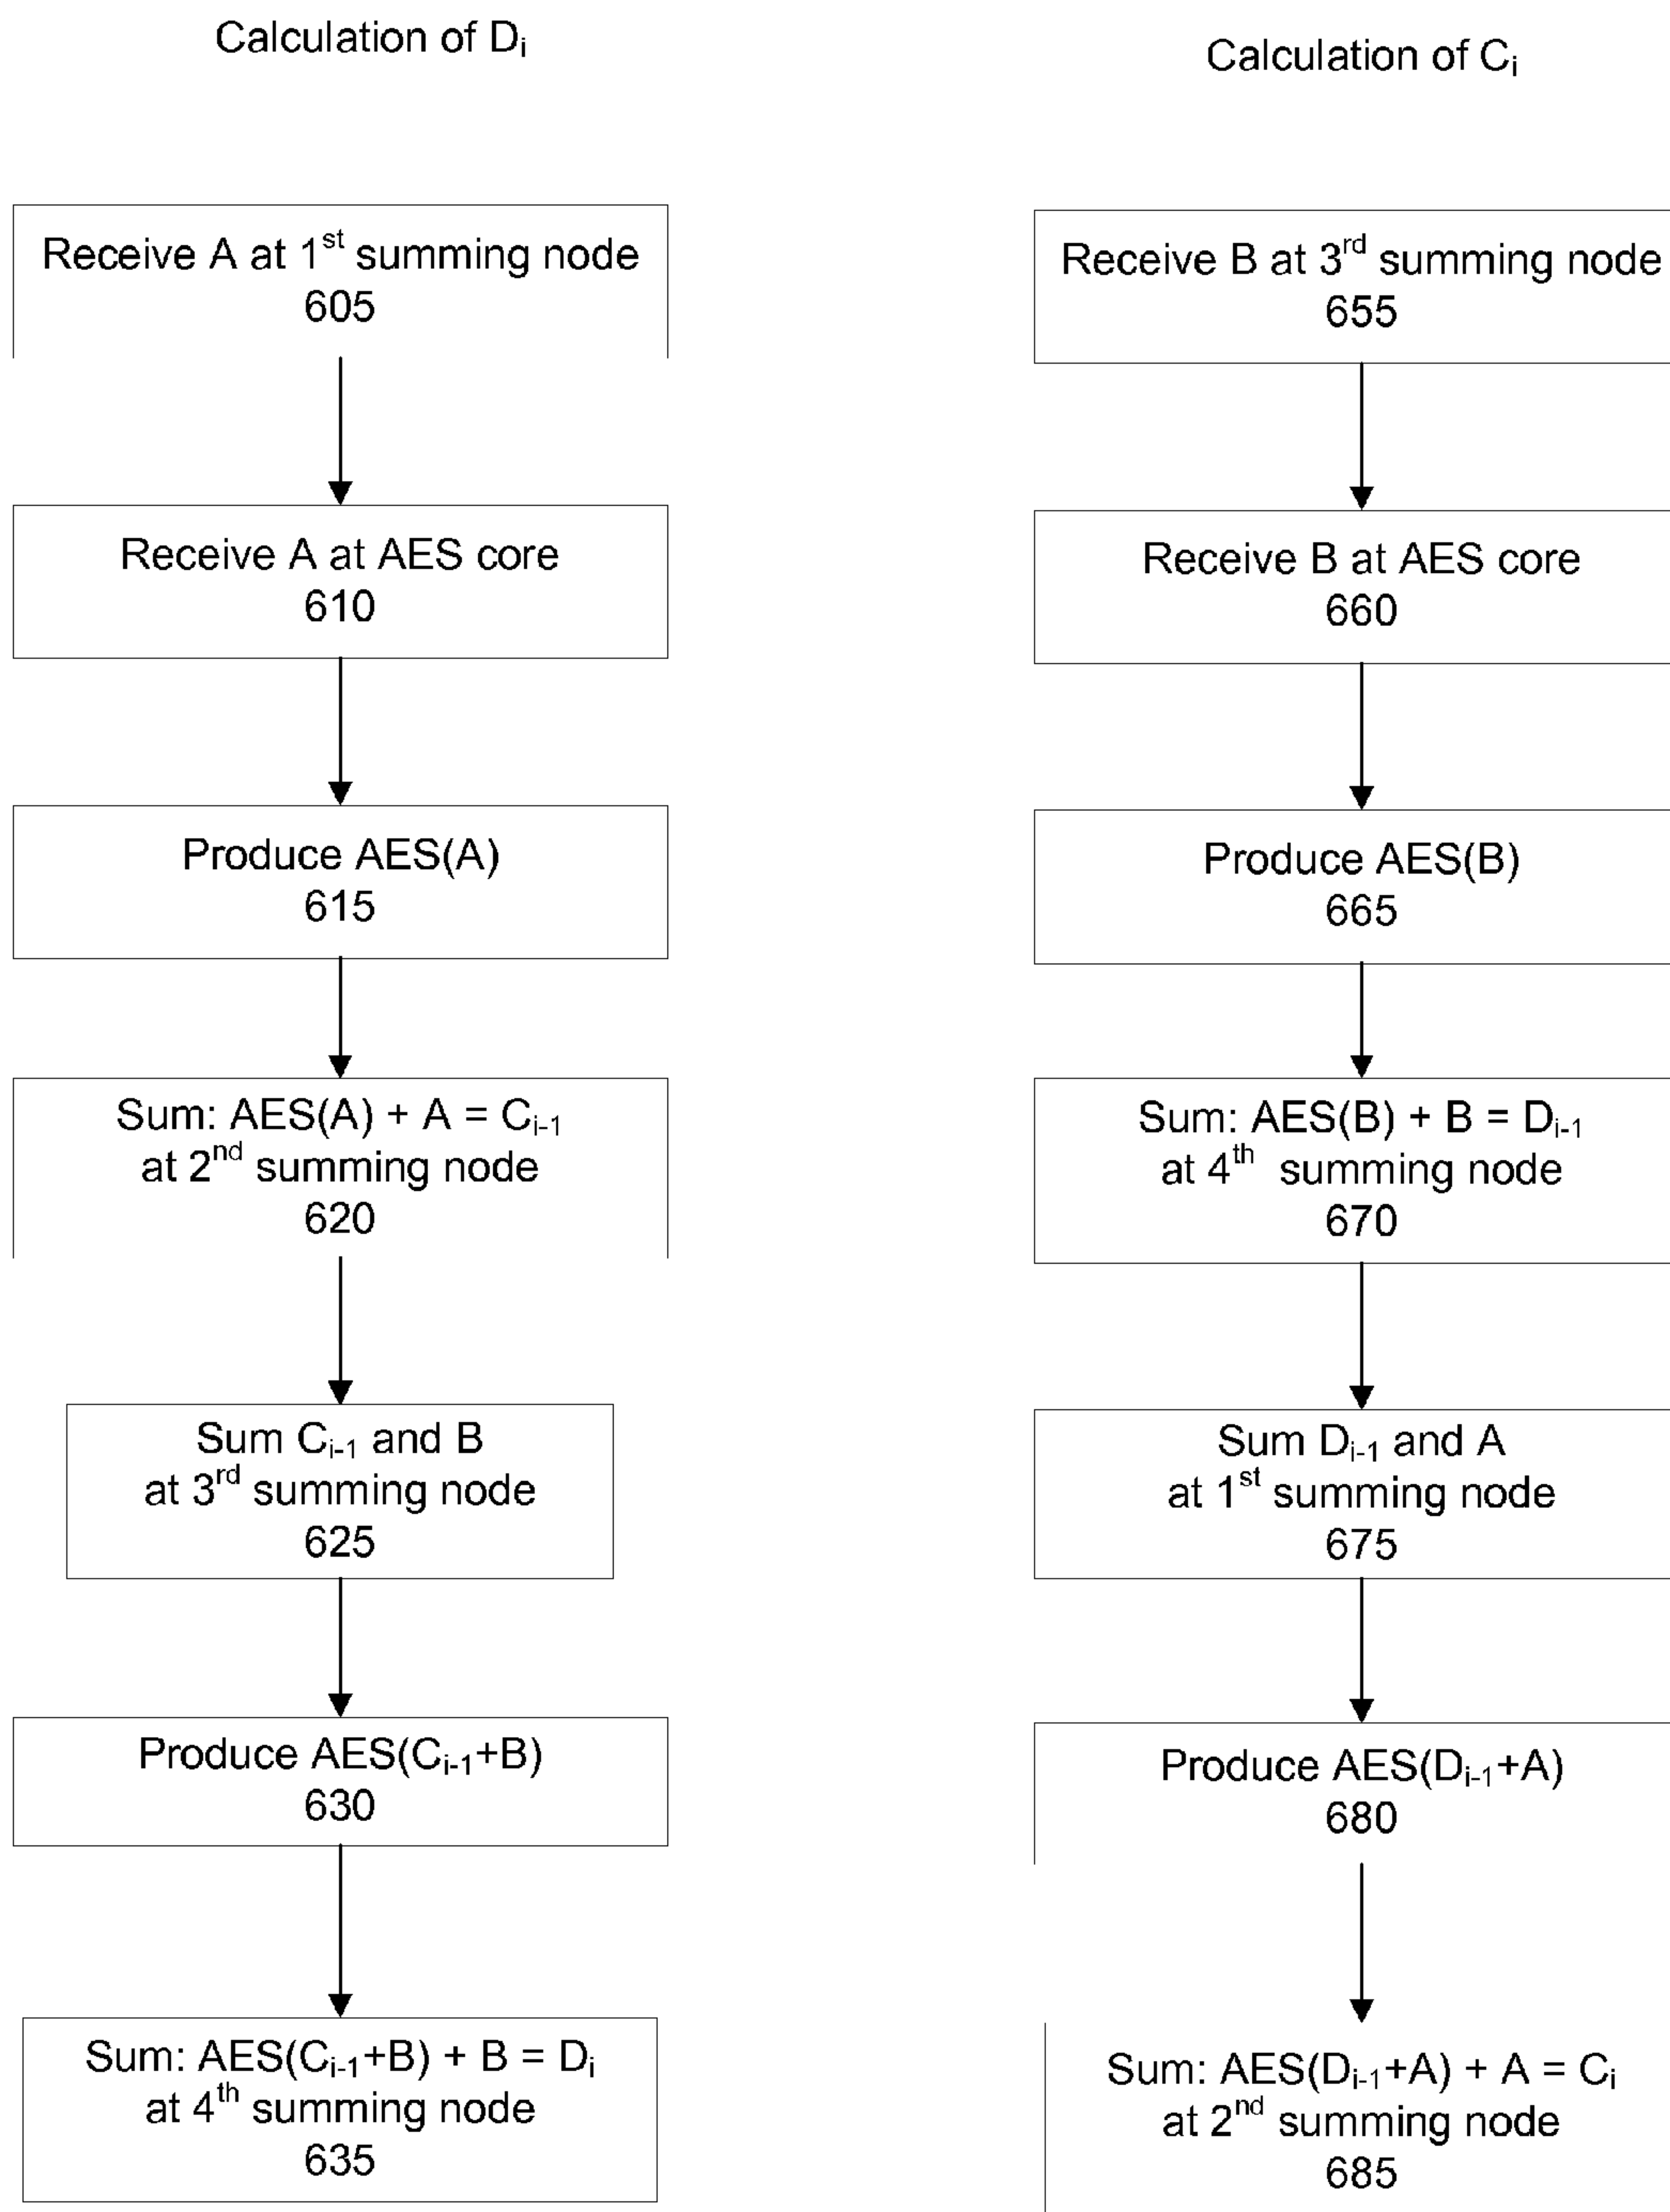 Calculation of Dᵢ
Receive A at 1ˢᵗ summing node
605
Receive A at AES core
610
Produce AES(A)
615
Sum: AES(A) + A = Cᵢ₋₁
at 2ⁿᵈ summing node
620
Sum Cᵢ₋₁ and B
at 3ʳᵈ summing node
625
Produce AES(Cᵢ₋₁+B)
630
Sum: AES(Cᵢ₋₁+B) + B = Dᵢ
at 4ᵗʰ summing node
635
Calculation of Cᵢ
Receive B at 3ʳᵈ summing node
655
Receive B at AES core
660
Produce AES(B)
665
Sum: AES(B) + B = Dᵢ₋₁
at 4ᵗʰ summing node
670
Sum Dᵢ₋₁ and A
at 1ˢᵗ summing node
675
Produce AES(Dᵢ₋₁+A)
680
Sum: AES(Dᵢ₋₁+A) + A = Cᵢ
at 2ⁿᵈ summing node
685